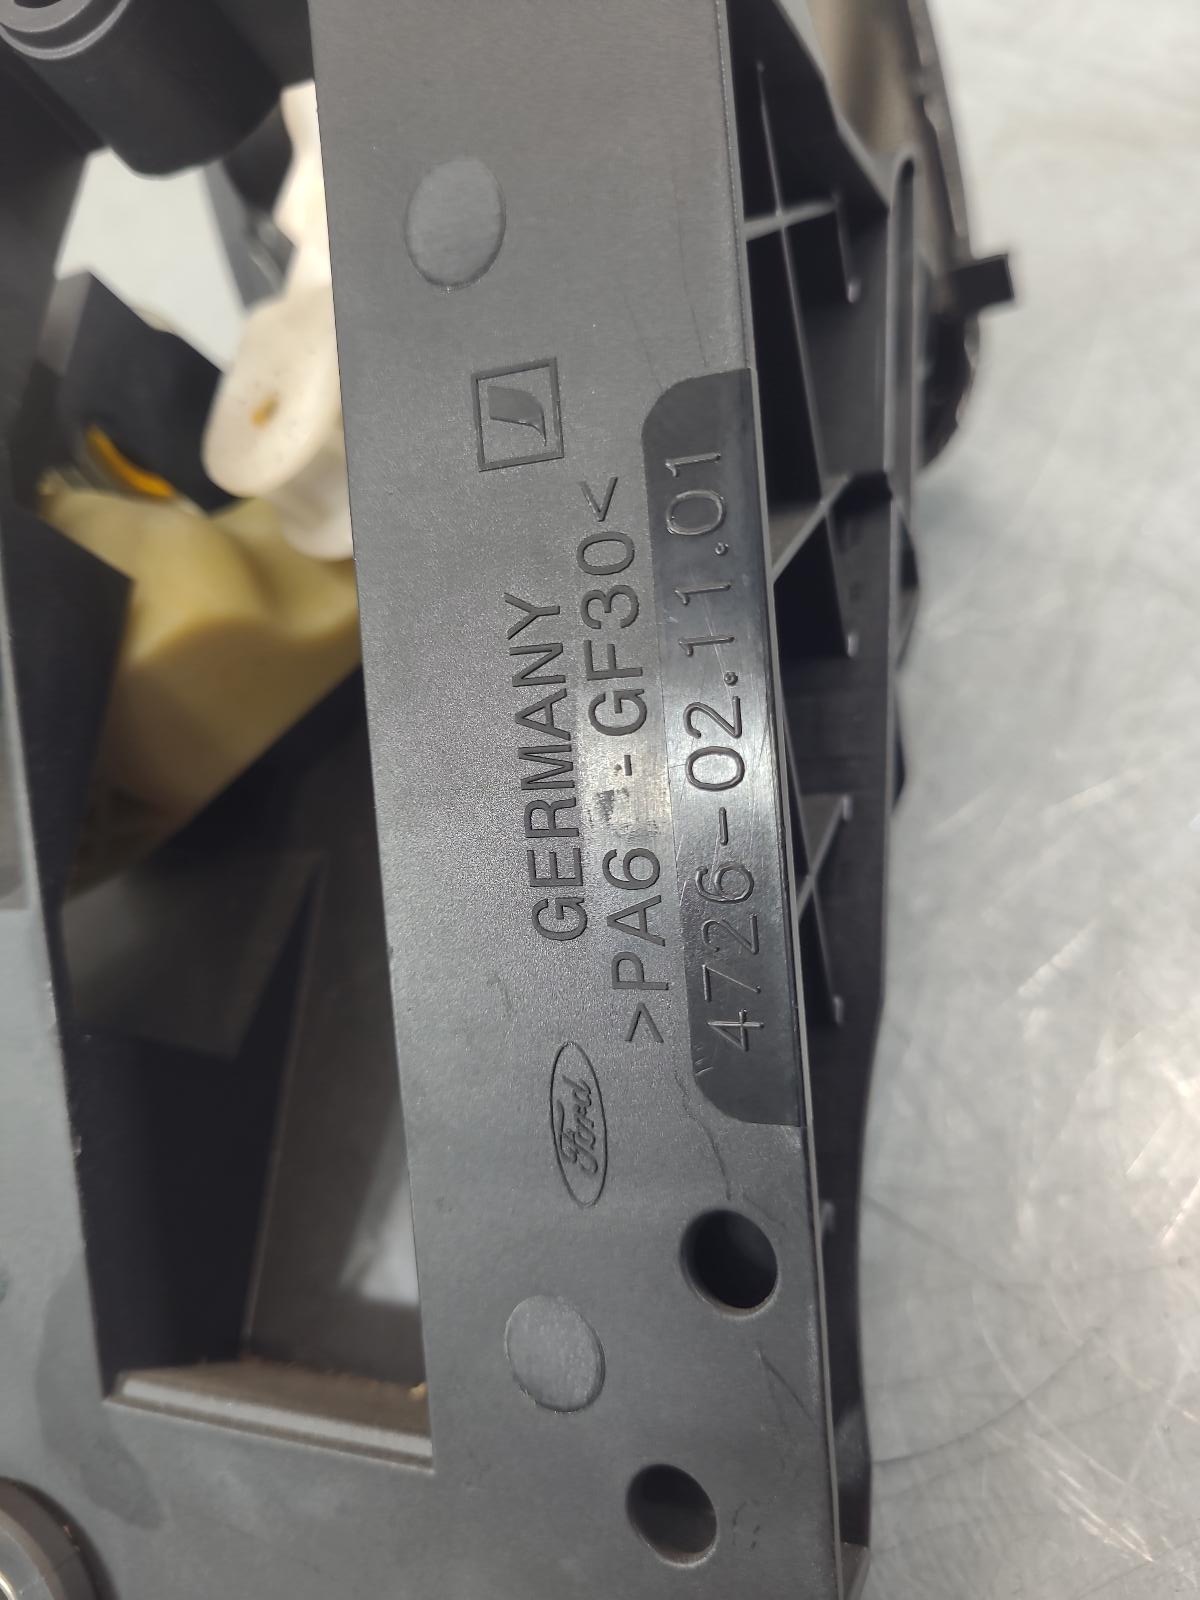 GERMANY
>PA6 - GF30<
4726-02.11.01
Ford